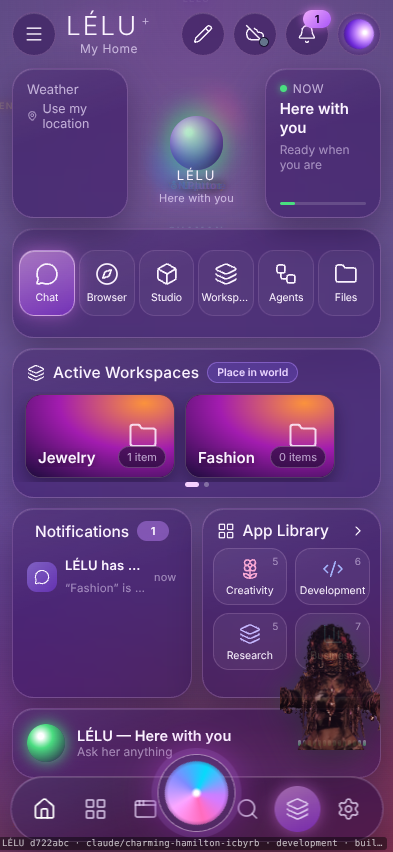 LÉLU +
My Home
1
Weather
Use my
location
LÉLU
Here with you
NOW
Here with
you
Ready when
you are
Chat
Browser
Studio
Worksp...
Agents
Files
Active Workspaces
Place in world
Jewelry
1 item
Fashion
0 items
Notifications
1
LÉLU has ...
"Fashion" is ...
now
App Library
Creativity
5
Development
6
Research
5
7
LÉLU — Here with you
Ask her anything
LÉLU d722abc · claude/charming-hamilton-icbyrb · development · buil…